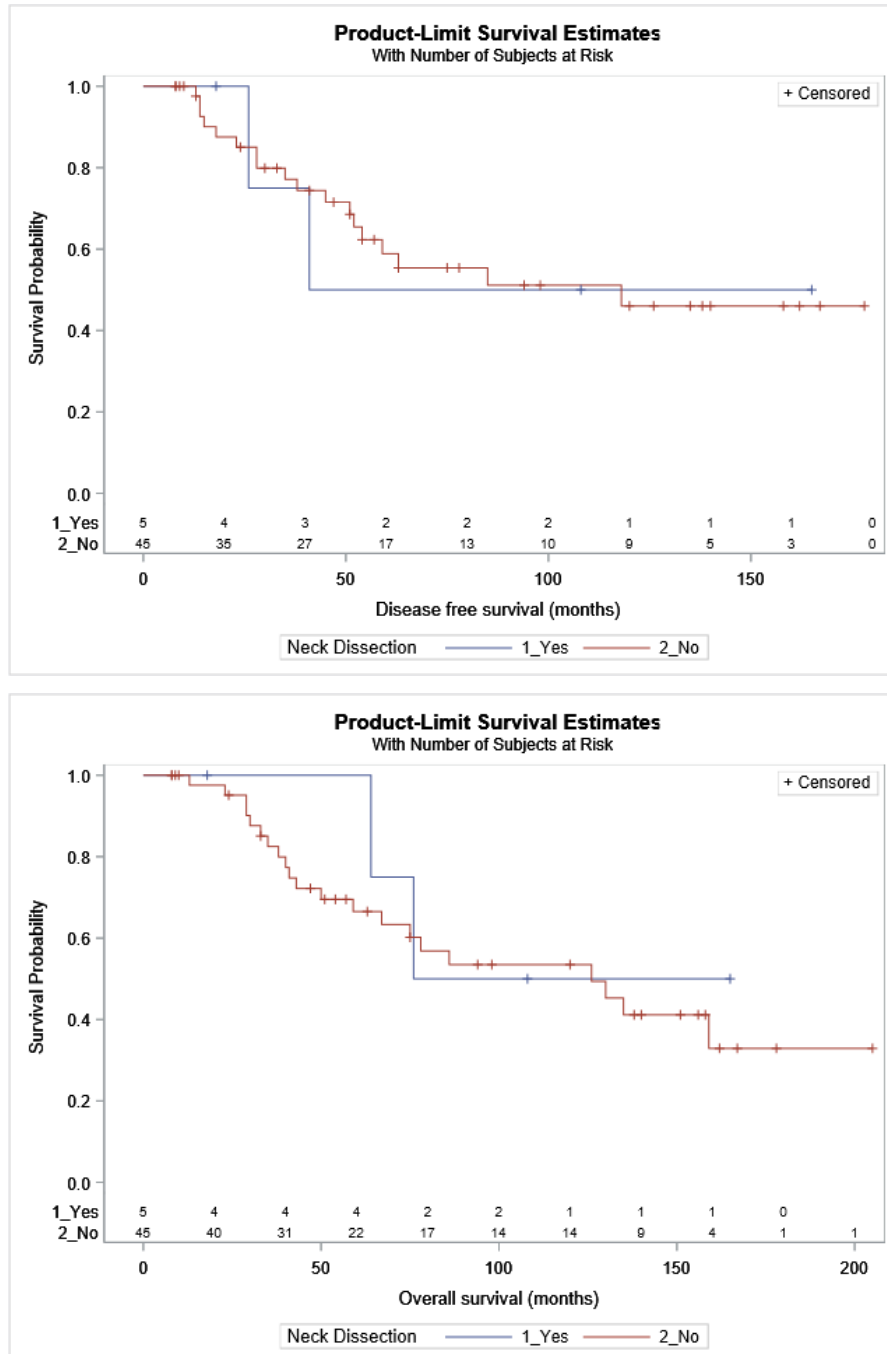 Product-Limit Survival Estimates
With Number of Subjects at Risk
+ Censored
1.0
0.8
0.6
0.4
0.2
0.0
Survival Probability
1_Yes 5 4 3 2 2 2 1 1 1 0
2_No 45 35 27 17 13 10 9 5 3 0
0 50 100 150
Disease free survival (months)
Neck Dissection 1_Yes 2_No
Product-Limit Survival Estimates
With Number of Subjects at Risk
+ Censored
1.0
0.8
0.6
0.4
0.2
0.0
Survival Probability
1_Yes 5 4 4 4 2 2 1 1 1 0
2_No 45 40 31 22 17 14 14 9 4 1 1
0 50 100 150 200
Overall survival (months)
Neck Dissection 1_Yes 2_No